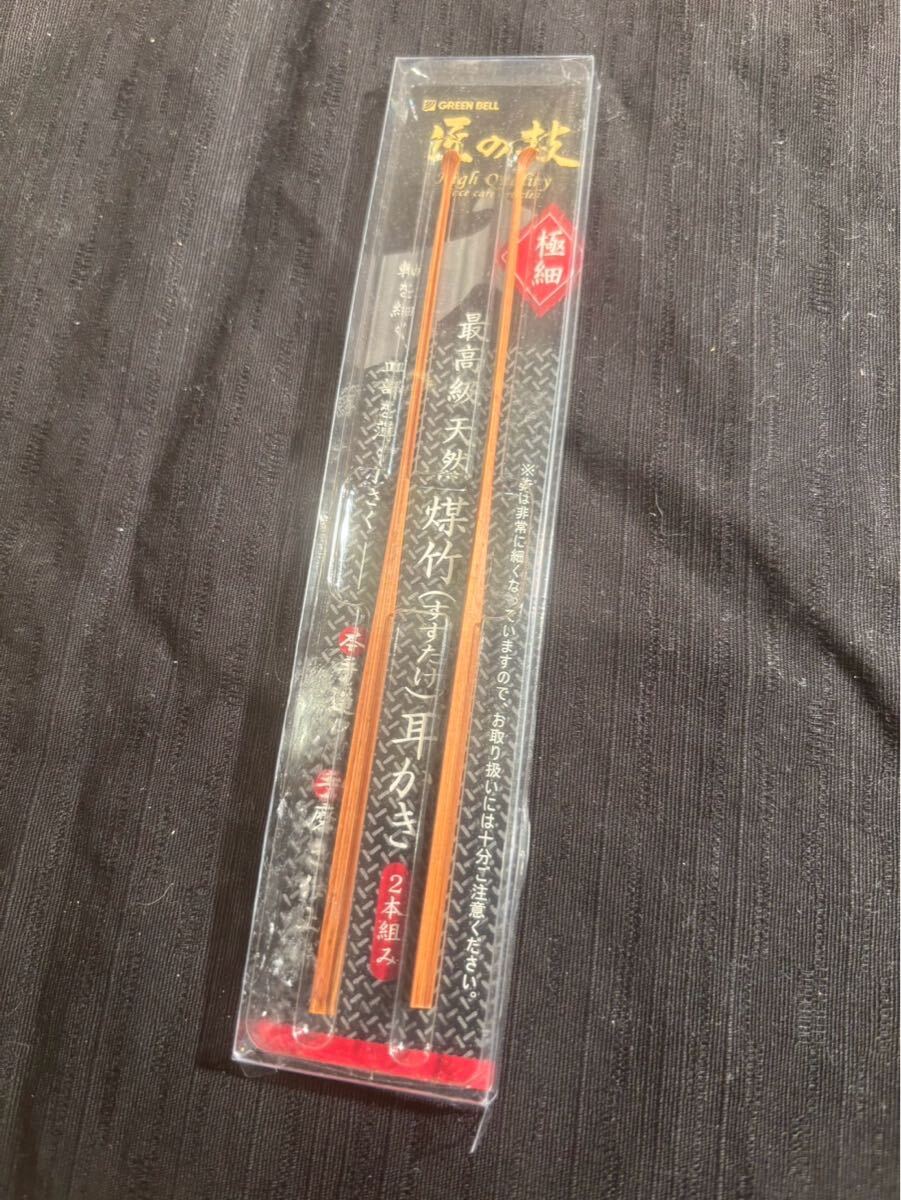 GREEN BELL
匠の技
High Quality
極細
※先は非常に細くなっていますので、お取り扱いには十分ご注意ください。
最高級 天然
煤竹(すすたけ)耳かき
2本組み